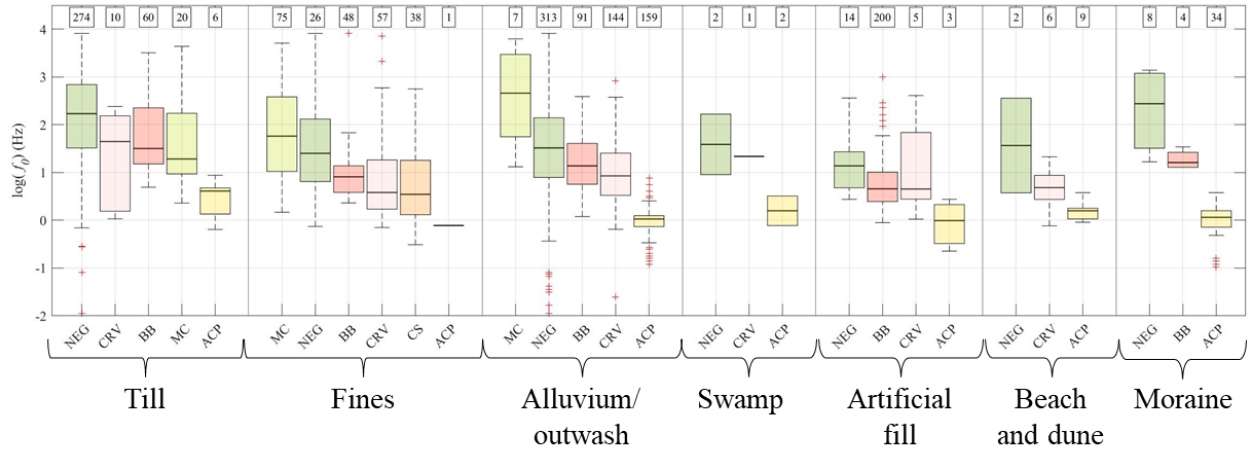 274 10 60 20 6 75 26 48 57 38 1 7 313 91 144 159 2 1 2 14 200 5 3 2 6 9 8 4 34
4
3
2
1
0
-1
-2
log(f0) (Hz)
NEG CRV BB MC ACP MC NEG BB CRV CS ACP MC NEG BB CRV ACP NEG CRV ACP NEG BB CRV ACP NEG CRV ACP NEG BB ACP
Till Fines Alluvium/ Swamp Artificial Beach Moraine
outwash fill and dune